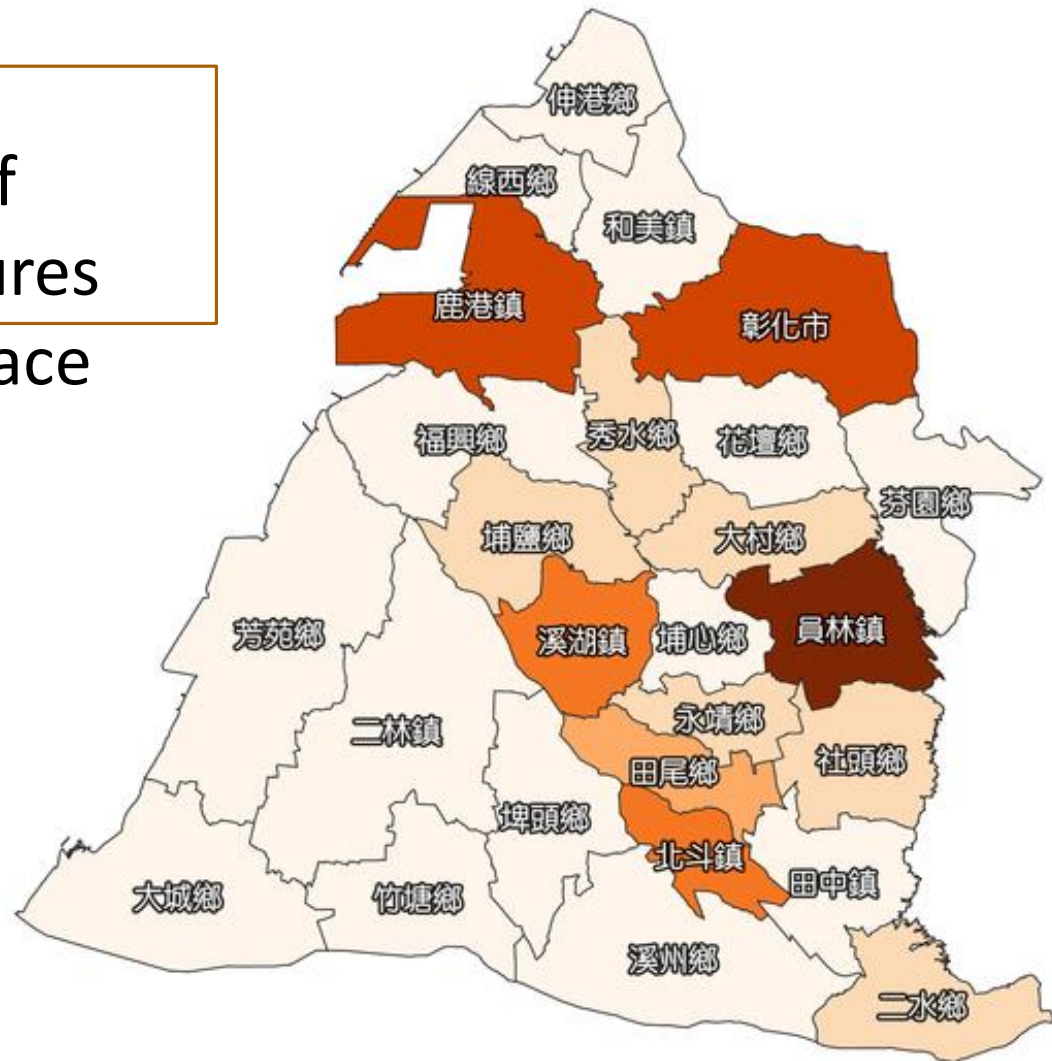 f
ures
ace
伸港鄉
線西鄉
和美鎮
鹿港鎮
彰化市
福興鄉
秀水鄉
花壇鄉
芬園鄉
埔鹽鄉
大村鄉
芳苑鄉
溪湖鎮
埔心鄉
員林鎮
二林鎮
永靖鄉
田尾鄉
社頭鄉
埤頭鄉
北斗鎮
田中鎮
大城鄉
竹塘鄉
溪州鄉
二水鄉